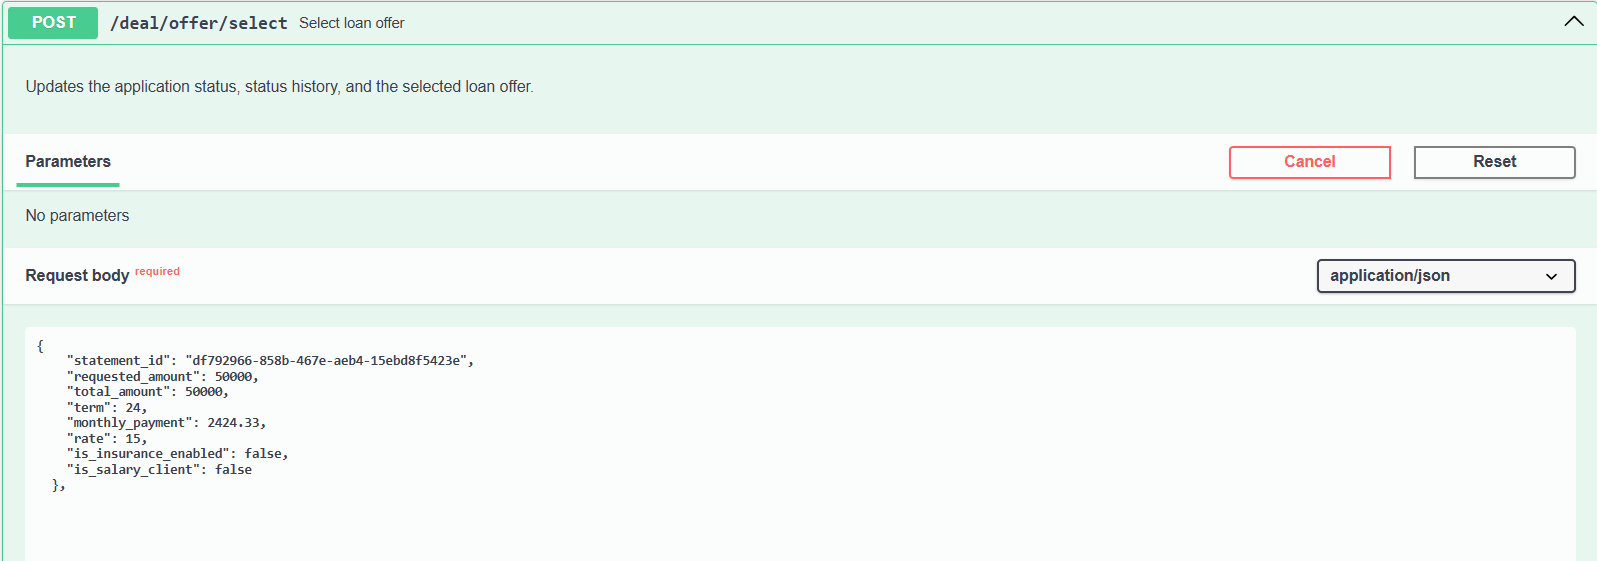 POST /deal/offer/select Select loan offer
Updates the application status, status history, and the selected loan offer.
Parameters Cancel Reset
No parameters
Request body required application/json
{
"statement_id": "df792966-858b-467e-aeb4-15ebd8f5423e",
"requested_amount": 50000,
"total_amount": 50000,
"term": 24,
"monthly_payment": 2424.33,
"rate": 15,
"is_insurance_enabled": false,
"is_salary_client": false
},